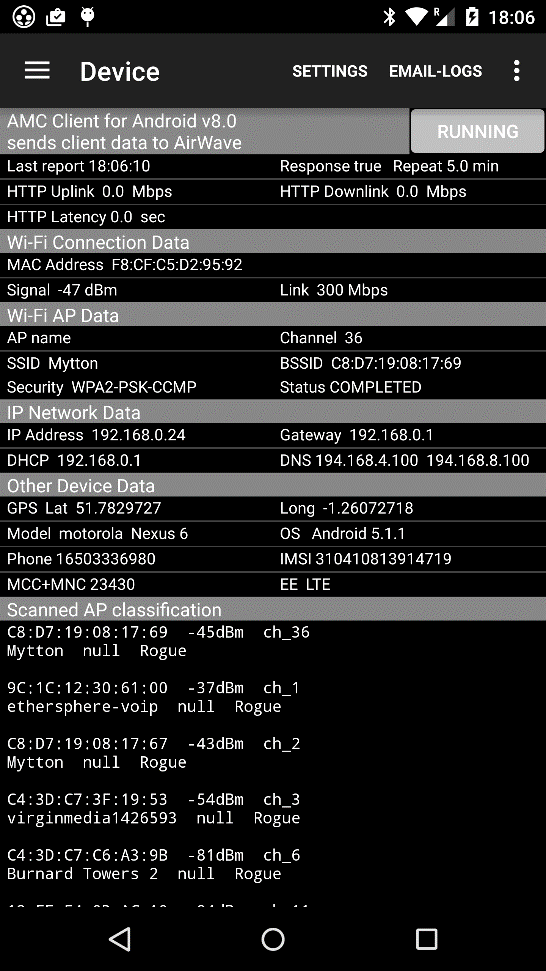 R 18:06
Device SETTINGS EMAIL-LOGS
AMC Client for Android v8.0
sends client data to AirWave
RUNNING
Last report 18:06:10 Response true Repeat 5.0 min
HTTP Uplink 0.0 Mbps HTTP Downlink 0.0 Mbps
HTTP Latency 0.0 sec
Wi-Fi Connection Data
MAC Address F8:CF:C5:D2:95:92
Signal -47 dBm Link 300 Mbps
Wi-Fi AP Data
AP name Channel 36
SSID Mytton BSSID C8:D7:19:08:17:69
Security WPA2-PSK-CCMP Status COMPLETED
IP Network Data
IP Address 192.168.0.24 Gateway 192.168.0.1
DHCP 192.168.0.1 DNS 194.168.4.100 194.168.8.100
Other Device Data
GPS Lat 51.7829727 Long -1.26072718
Model motorola Nexus 6 OS Android 5.1.1
Phone 16503336980 IMSI 310410813914719
MCC+MNC 23430 EE LTE
Scanned AP classification
C8:D7:19:08:17:69 -45dBm ch_36
Mytton null Rogue
9C:1C:12:30:61:00 -37dBm ch_1
ethersphere-voip null Rogue
C8:D7:19:08:17:67 -43dBm ch_2
Mytton null Rogue
C4:3D:C7:3F:19:53 -54dBm ch_3
virginmedia1426593 null Rogue
C4:3D:C7:C6:A3:9B -81dBm ch_6
Burnard Towers 2 null Rogue